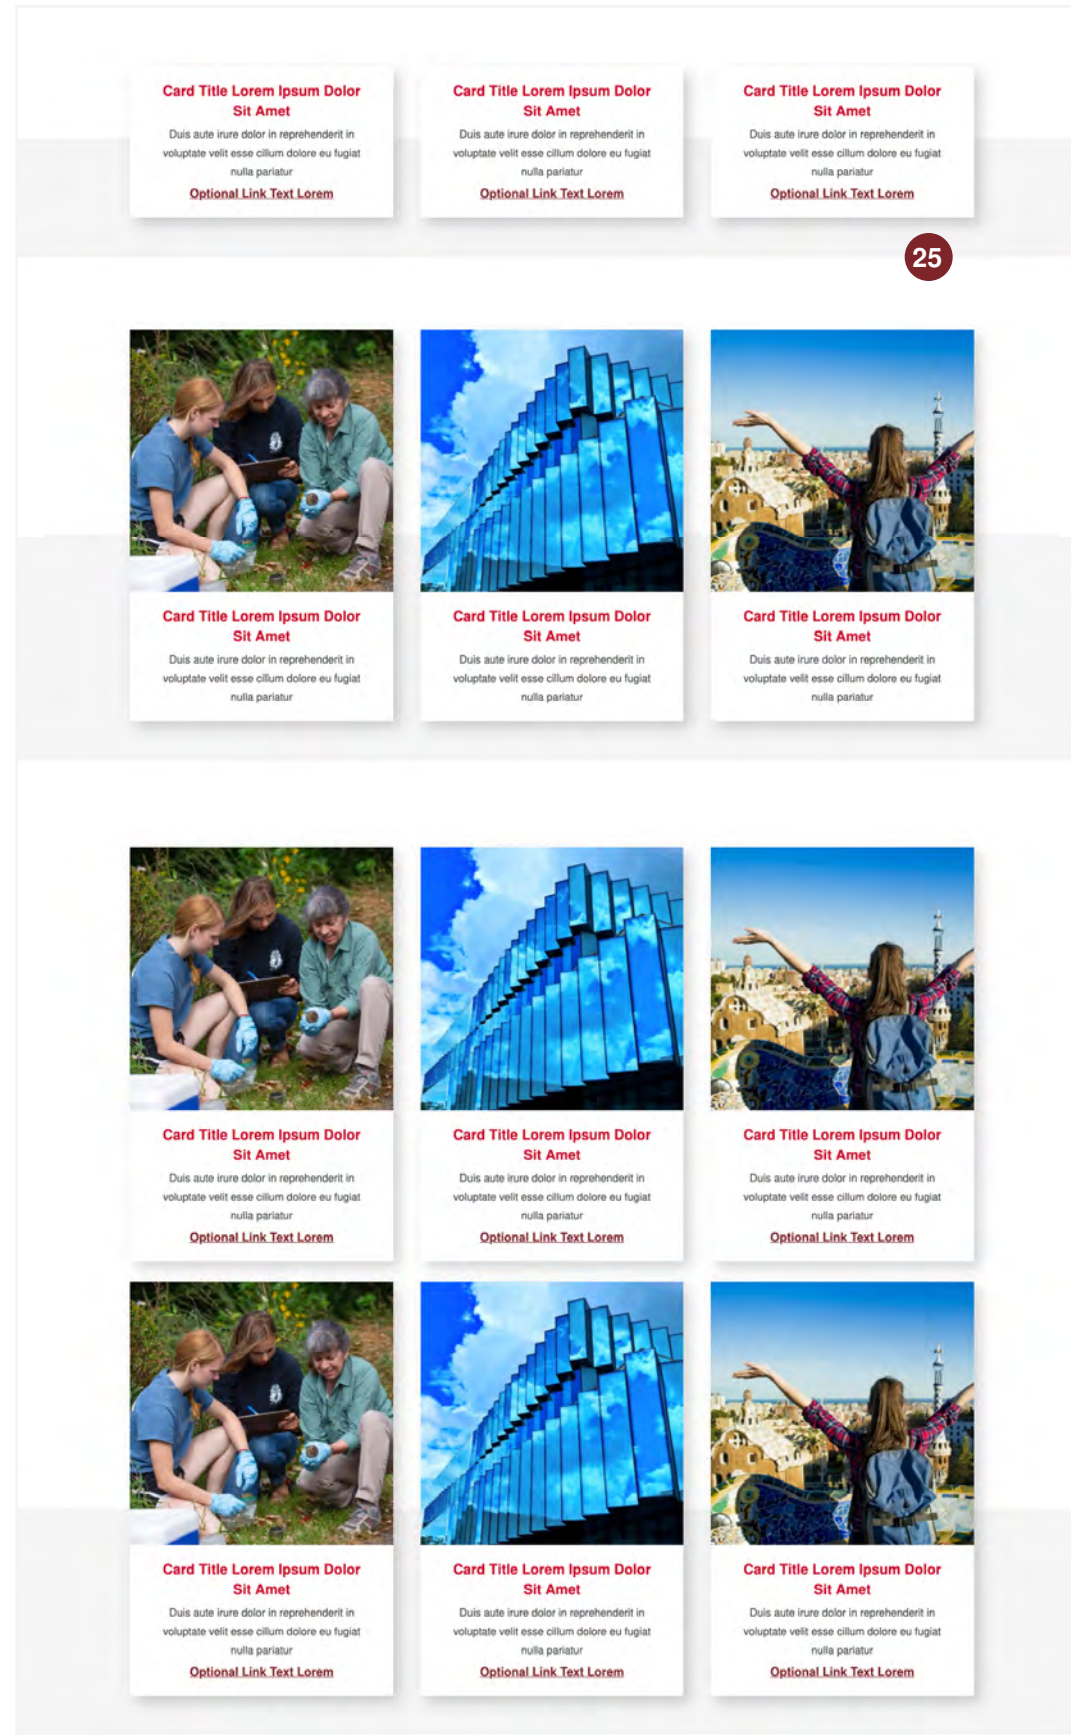 Card Title Lorem Ipsum Dolor
Sit Amet
Duis aute irure dolor in reprehenderit in
voluptate velit esse cillum dolore eu fugiat
nulla pariatur
Optional Link Text Lorem
Card Title Lorem Ipsum Dolor
Sit Amet
Duis aute irure dolor in reprehenderit in
voluptate velit esse cillum dolore eu fugiat
nulla pariatur
Optional Link Text Lorem
Card Title Lorem Ipsum Dolor
Sit Amet
Duis aute irure dolor in reprehenderit in
voluptate velit esse cillum dolore eu fugiat
nulla pariatur
Optional Link Text Lorem
25
Card Title Lorem Ipsum Dolor
Sit Amet
Duis aute irure dolor in reprehenderit in
voluptate velit esse cillum dolore eu fugiat
nulla pariatur
Card Title Lorem Ipsum Dolor
Sit Amet
Duis aute irure dolor in reprehenderit in
voluptate velit esse cillum dolore eu fugiat
nulla pariatur
Card Title Lorem Ipsum Dolor
Sit Amet
Duis aute irure dolor in reprehenderit in
voluptate velit esse cillum dolore eu fugiat
nulla pariatur
Card Title Lorem Ipsum Dolor
Sit Amet
Duis aute irure dolor in reprehenderit in
voluptate velit esse cillum dolore eu fugiat
nulla pariatur
Optional Link Text Lorem
Card Title Lorem Ipsum Dolor
Sit Amet
Duis aute irure dolor in reprehenderit in
voluptate velit esse cillum dolore eu fugiat
nulla pariatur
Optional Link Text Lorem
Card Title Lorem Ipsum Dolor
Sit Amet
Duis aute irure dolor in reprehenderit in
voluptate velit esse cillum dolore eu fugiat
nulla pariatur
Optional Link Text Lorem
Card Title Lorem Ipsum Dolor
Sit Amet
Duis aute irure dolor in reprehenderit in
voluptate velit esse cillum dolore eu fugiat
nulla pariatur
Optional Link Text Lorem
Card Title Lorem Ipsum Dolor
Sit Amet
Duis aute irure dolor in reprehenderit in
voluptate velit esse cillum dolore eu fugiat
nulla pariatur
Optional Link Text Lorem
Card Title Lorem Ipsum Dolor
Sit Amet
Duis aute irure dolor in reprehenderit in
voluptate velit esse cillum dolore eu fugiat
nulla pariatur
Optional Link Text Lorem